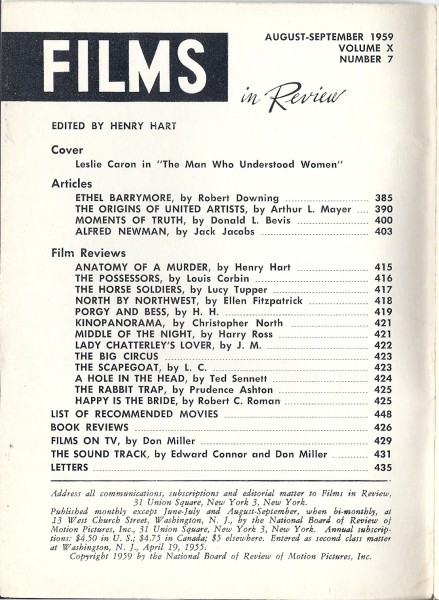 AUGUST-SEPTEMBER 1959
VOLUME X
NUMBER 7
FILMS
in Review
EDITED BY HENRY HART
Cover
Leslie Caron in "The Man Who Understood Women"
Articles
ETHEL BARRYMORE, by Robert Downing 385
THE ORIGINS OF UNITED ARTISTS, by Arthur L. Mayer 390
MOMENTS OF TRUTH, by Donald L. Bevis 400
ALFRED NEWMAN, by Jack Jacobs 403
Film Reviews
ANATOMY OF A MURDER, by Henry Hart 415
THE POSSESSORS, by Louis Corbin 416
THE HORSE SOLDIERS, by Lucy Tupper 417
NORTH BY NORTHWEST, by Ellen Fitzpatrick 418
PORGY AND BESS, by H. H. 419
KINOPANORAMA, by Christopher North 421
MIDDLE OF THE NIGHT, by Harry Ross 421
LADY CHATTERLEY'S LOVER, by J. M. 422
THE BIG CIRCUS 423
THE SCAPEGOAT, by L. C. 423
A HOLE IN THE HEAD, by Ted Sennett 424
THE RABBIT TRAP, by Prudence Ashton 425
HAPPY IS THE BRIDE, by Robert C. Roman 425
LIST OF RECOMMENDED MOVIES 448
BOOK REVIEWS 426
FILMS ON TV, by Don Miller 429
THE SOUND TRACK, by Edward Connor and Don Miller 431
LETTERS 435
Address all communications, subscriptions and editorial matter to Films in Review,
31 Union Square, New York 3, New York.
Published monthly except June-July and August-September, when bi-monthly, at
13 West Church Street, Washington, N. J., by the National Board of Review of
Motion Pictures, Inc., 31 Union Square, New York 3, New York. Annual subscrip-
tions: $4.50 in U. S.; $4.75 in Canada; $5 elsewhere. Entered as second class matter
at Washington, N. J., April 19, 1955.
Copyright 1959 by the National Board of Review of Motion Pictures, Inc.